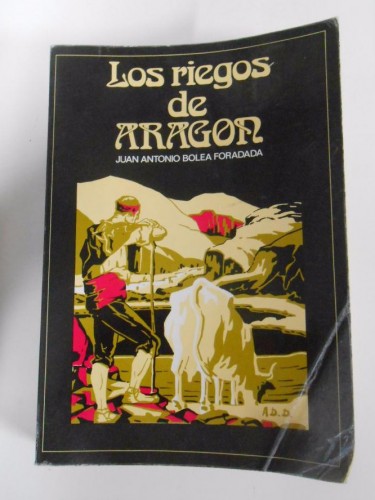 Los riegos
de
ARAGON
JUAN ANTONIO BOLEA FORADADA
A.D.D.